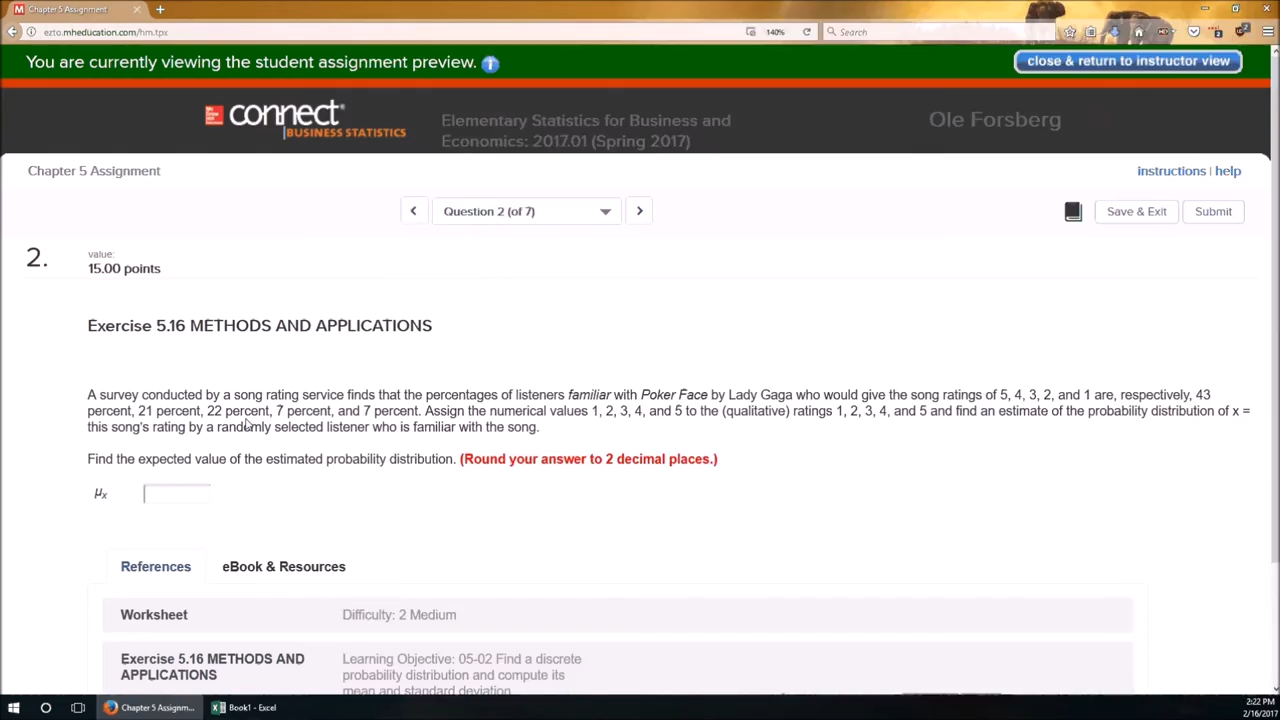 Chapter 5 Assignment
ezto.mheducation.com/hm.tpx
140%
Search
You are currently viewing the student assignment preview.
close & return to instructor view
connect
BUSINESS STATISTICS
Elementary Statistics for Business and
Economics: 2017.01 (Spring 2017)
Ole Forsberg
Chapter 5 Assignment
instructions | help
Question 2 (of 7)
Save & Exit
Submit
2.
value:
15.00 points
Exercise 5.16 METHODS AND APPLICATIONS
A survey conducted by a song rating service finds that the percentages of listeners familiar with Poker Face by Lady Gaga who would give the song ratings of 5, 4, 3, 2, and 1 are, respectively, 43
percent, 21 percent, 22 percent, 7 percent, and 7 percent. Assign the numerical values 1, 2, 3, 4, and 5 to the (qualitative) ratings 1, 2, 3, 4, and 5 and find an estimate of the probability distribution of x =
this song's rating by a randomly selected listener who is familiar with the song.
Find the expected value of the estimated probability distribution. (Round your answer to 2 decimal places.)
μx
References
eBook & Resources
Worksheet
Difficulty: 2 Medium
Exercise 5.16 METHODS AND
APPLICATIONS
Learning Objective: 05-02 Find a discrete
probability distribution and compute its
mean and standard deviation.
Chapter 5 Assignm...
Book1 - Excel
2:22 PM
2/16/2017